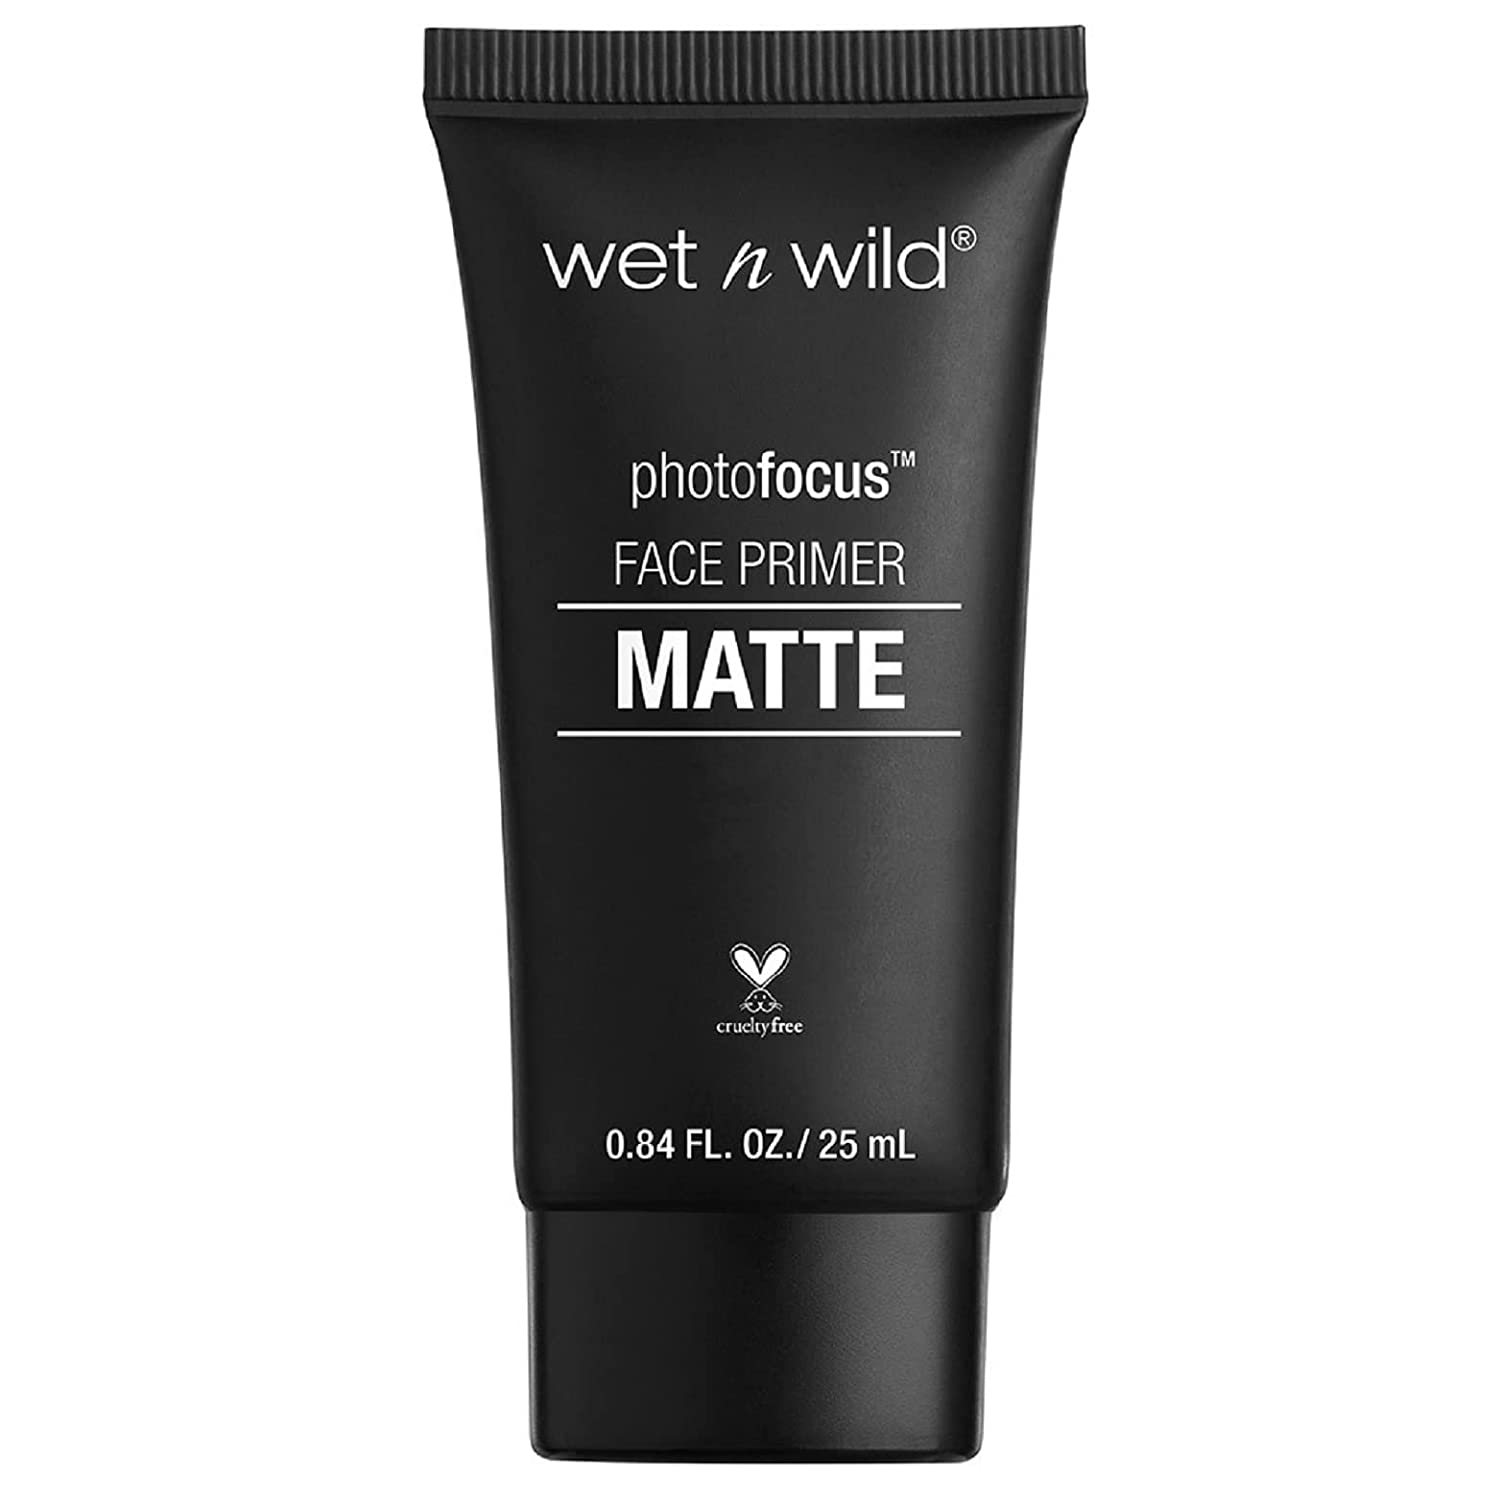 wet n wild®
photofocus™
FACE PRIMER
MATTE
crueltyfree
0.84 FL. OZ./ 25 mL